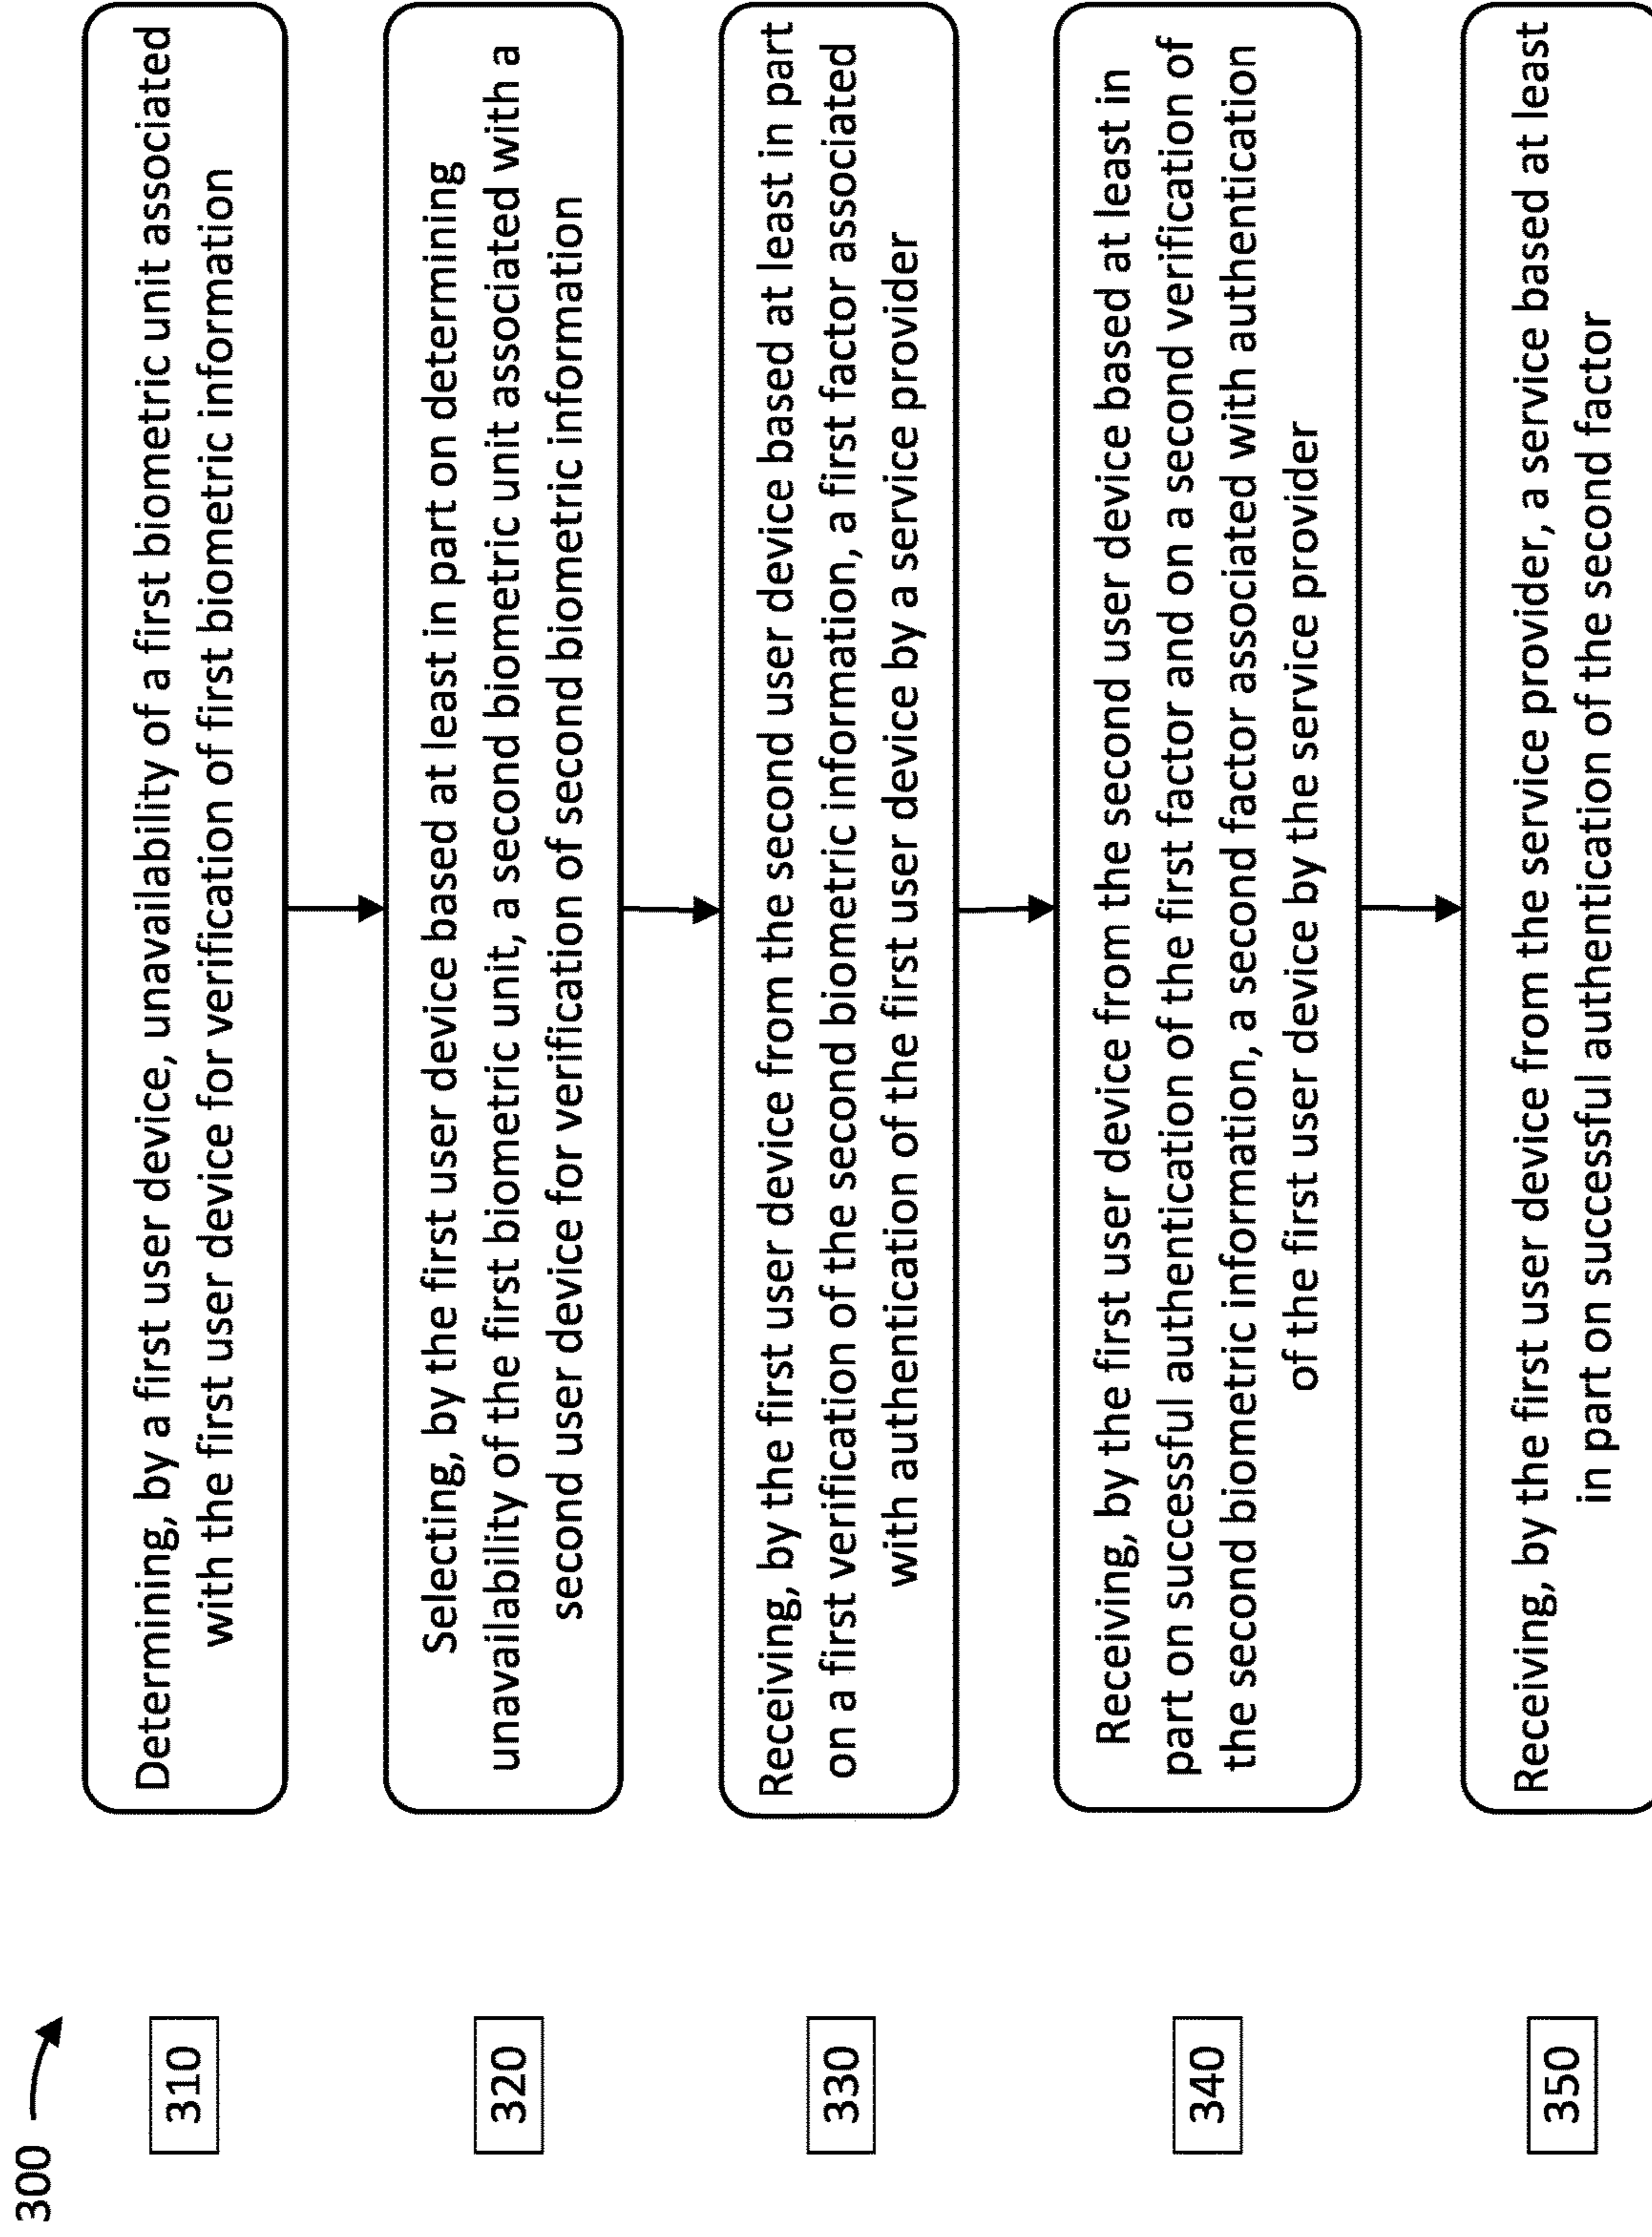 300
310
Determining, by a first user device, unavailability of a first biometric unit associated
with the first user device for verification of first biometric information
320
Selecting, by the first user device based at least in part on determining
unavailability of the first biometric unit, a second biometric unit associated with a
second user device for verification of second biometric information
330
Receiving, by the first user device from the second user device based at least in part
on a first verification of the second biometric information, a first factor associated
with authentication of the first user device by a service provider
340
Receiving, by the first user device from the second user device based at least in
part on successful authentication of the first factor and on a second verification of
the second biometric information, a second factor associated with authentication
of the first user device by the service provider
350
Receiving, by the first user device from the service provider, a service based at least
in part on successful authentication of the second factor